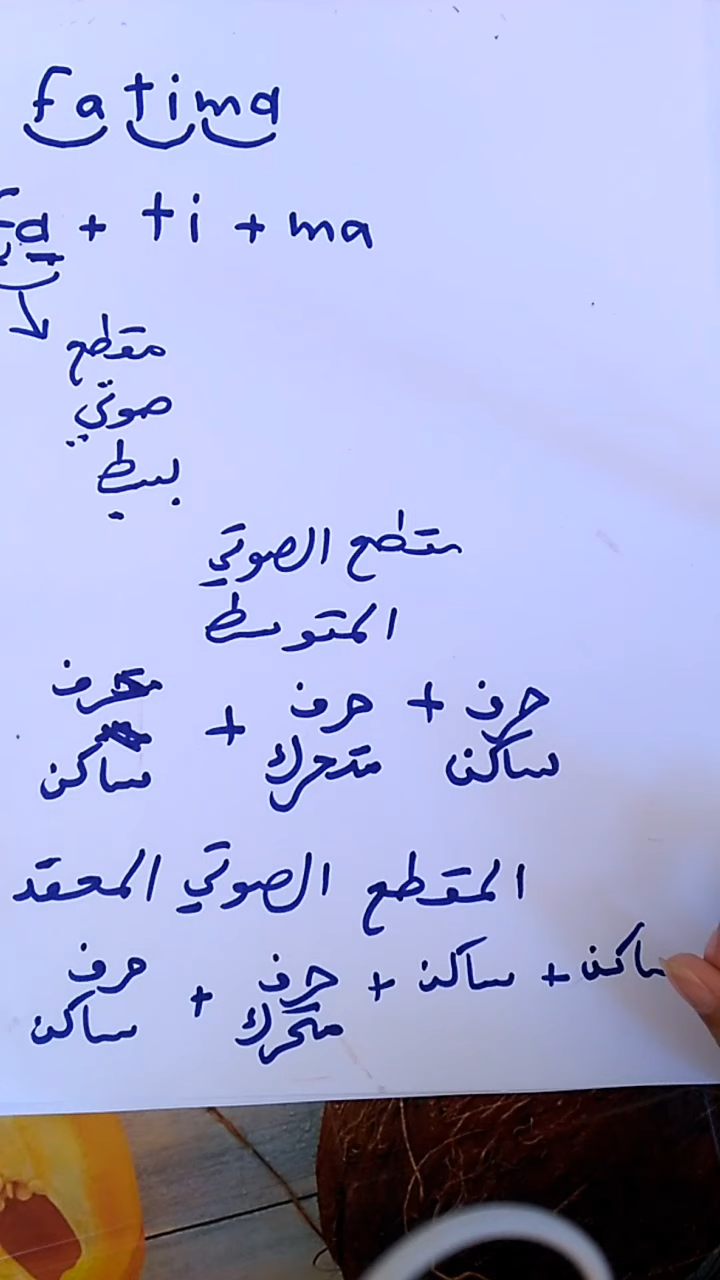 fatima
fa + ti + ma
مقطع
صوتي
بسيط
مقطع الصوتي
المتوسط
حرف + حرف + حرف
ساكن متحرك ساكن
المقطع الصوتي المعقد
ساكن + ساكن + حرف + حرف
متحرك ساكن